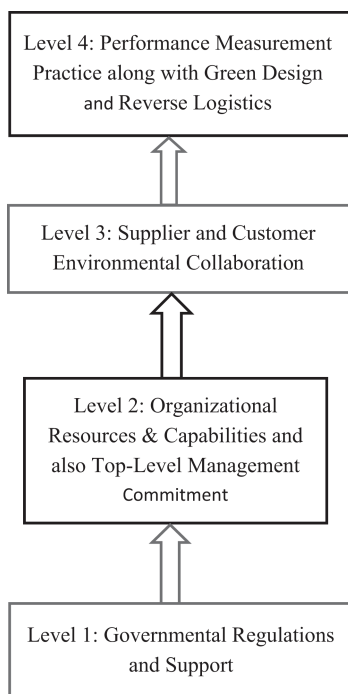 Level 4: Performance Measurement
Practice along with Green Design
and Reverse Logistics
Level 3: Supplier and Customer
Environmental Collaboration
Level 2: Organizational
Resources & Capabilities and
also Top-Level Management
Commitment
Level 1: Governmental Regulations
and Support